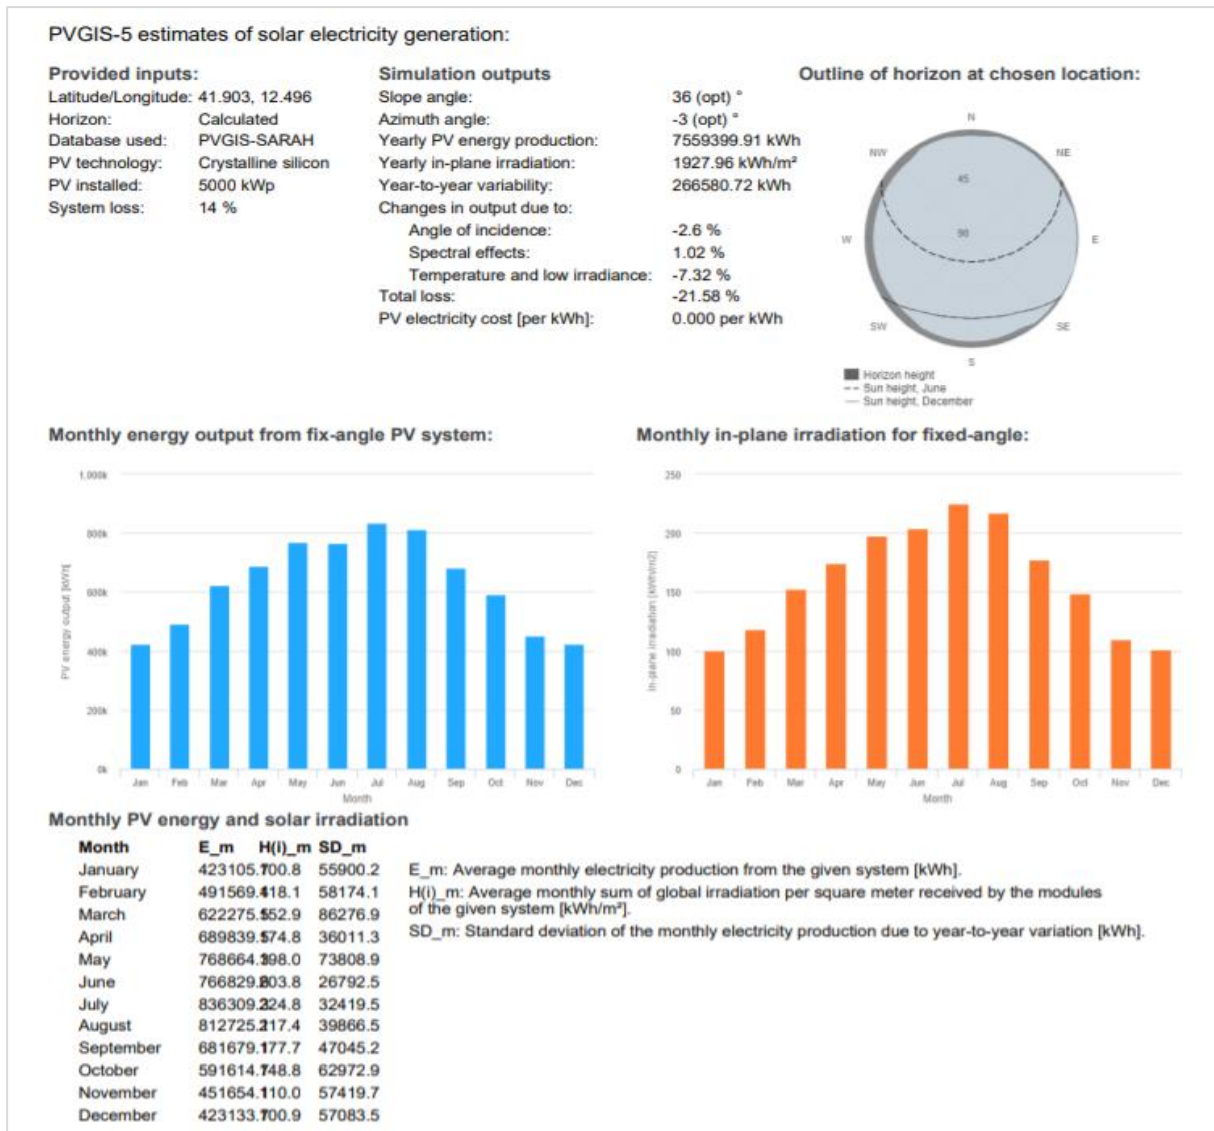 PVGIS-5 estimates of solar electricity generation:
Provided inputs:
Latitude/Longitude: 41.903, 12.496
Horizon: Calculated
Database used: PVGIS-SARAH
PV technology: Crystalline silicon
PV installed: 5000 kWp
System loss: 14 %
Simulation outputs
Slope angle: 36 (opt) °
Azimuth angle: -3 (opt) °
Yearly PV energy production: 7559399.91 kWh
Yearly in-plane irradiation: 1927.96 kWh/m²
Year-to-year variability: 266580.72 kWh
Changes in output due to:
Angle of incidence: -2.6 %
Spectral effects: 1.02 %
Temperature and low irradiance: -7.32 %
Total loss: -21.58 %
PV electricity cost [per kWh]: 0.000 per kWh
Outline of horizon at chosen location:
N
NW NE
45
W E
SW SE
S
Horizon height
Sun height, June
Sun height, December
Monthly energy output from fix-angle PV system:
1,000k
800k
600k
400k
200k
0k
PV energy output [kWh]
Jan Feb Mar Apr May Jun Jul Aug Sep Oct Nov Dec
Month
Monthly in-plane irradiation for fixed-angle:
250
200
150
100
50
0
In-plane irradiation [kWh/m2]
Jan Feb Mar Apr May Jun Jul Aug Sep Oct Nov Dec
Month
Monthly PV energy and solar irradiation
Month E_m H(i)_m SD_m
January 423105. 100.8 55900.2
February 491569. 118.1 58174.1
March 622275. 152.9 86276.9
April 689839. 174.8 36011.3
May 768664. 198.0 73808.9
June 766829. 203.8 26792.5
July 836309. 224.8 32419.5
August 812725. 217.4 39866.5
September 681679. 177.7 47045.2
October 591614. 148.8 62972.9
November 451654. 110.0 57419.7
December 423133. 100.9 57083.5
E_m: Average monthly electricity production from the given system [kWh].
H(i)_m: Average monthly sum of global irradiation per square meter received by the modules
of the given system [kWh/m²].
SD_m: Standard deviation of the monthly electricity production due to year-to-year variation [kWh].